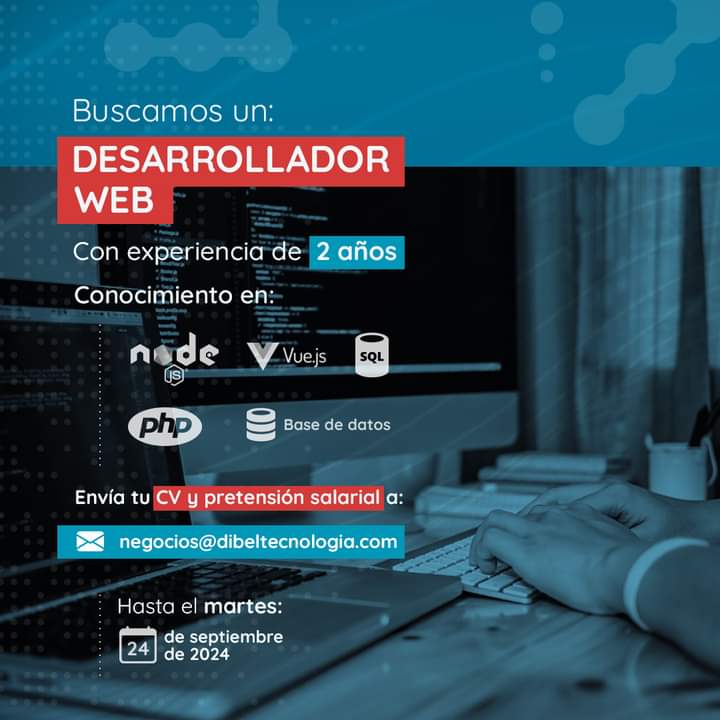 Buscamos un:
DESARROLLADOR
WEB
Con experiencia de 2 años
Conocimiento en:
node
JS
Vue.js
SQL
php
Base de datos
Envía tu CV y pretensión salarial a:
negocios@dibeltecnologia.com
Hasta el martes:
24
de septiembre
de 2024